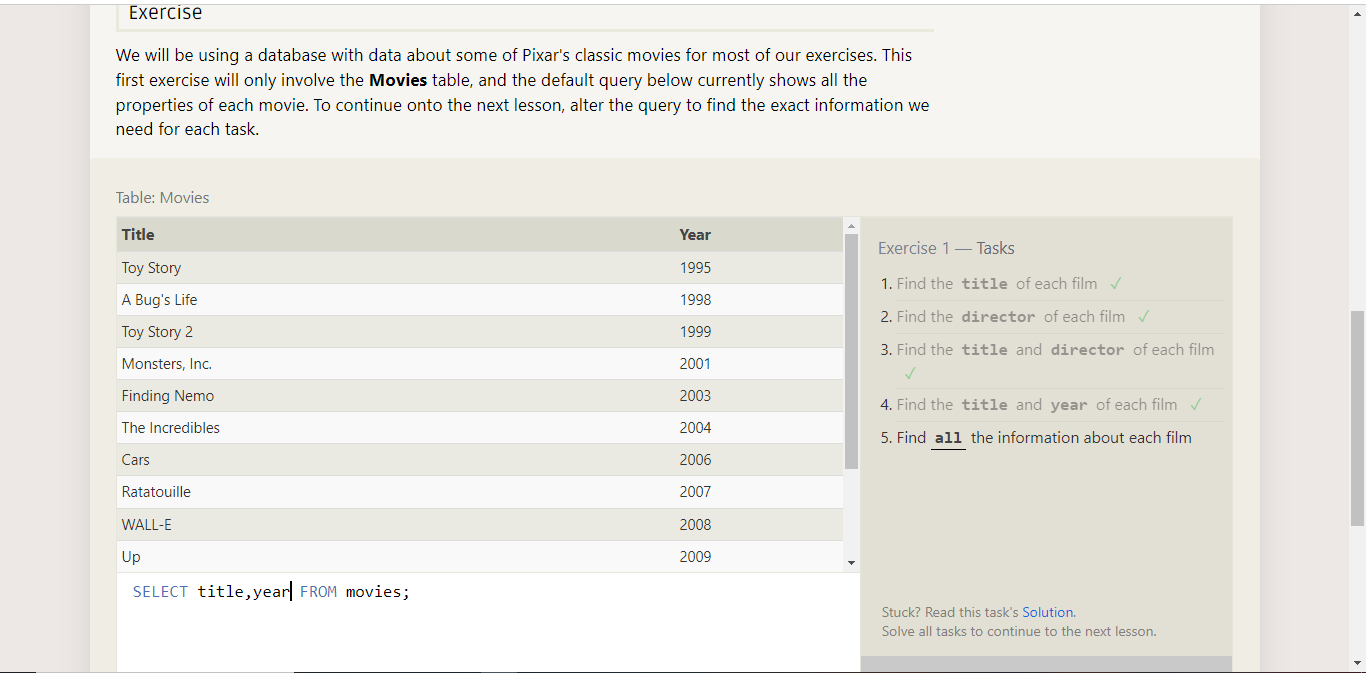 Exercise
We will be using a database with data about some of Pixar's classic movies for most of our exercises. This
first exercise will only involve the Movies table, and the default query below currently shows all the
properties of each movie. To continue onto the next lesson, alter the query to find the exact information we
need for each task.
Table: Movies
Title Year
Toy Story 1995
A Bug's Life 1998
Toy Story 2 1999
Monsters, Inc. 2001
Finding Nemo 2003
The Incredibles 2004
Cars 2006
Ratatouille 2007
WALL-E 2008
Up 2009
SELECT title,year FROM movies;
Exercise 1 — Tasks
1. Find the title of each film ✓
2. Find the director of each film ✓
3. Find the title and director of each film
✓
4. Find the title and year of each film ✓
5. Find all the information about each film
Stuck? Read this task's Solution.
Solve all tasks to continue to the next lesson.